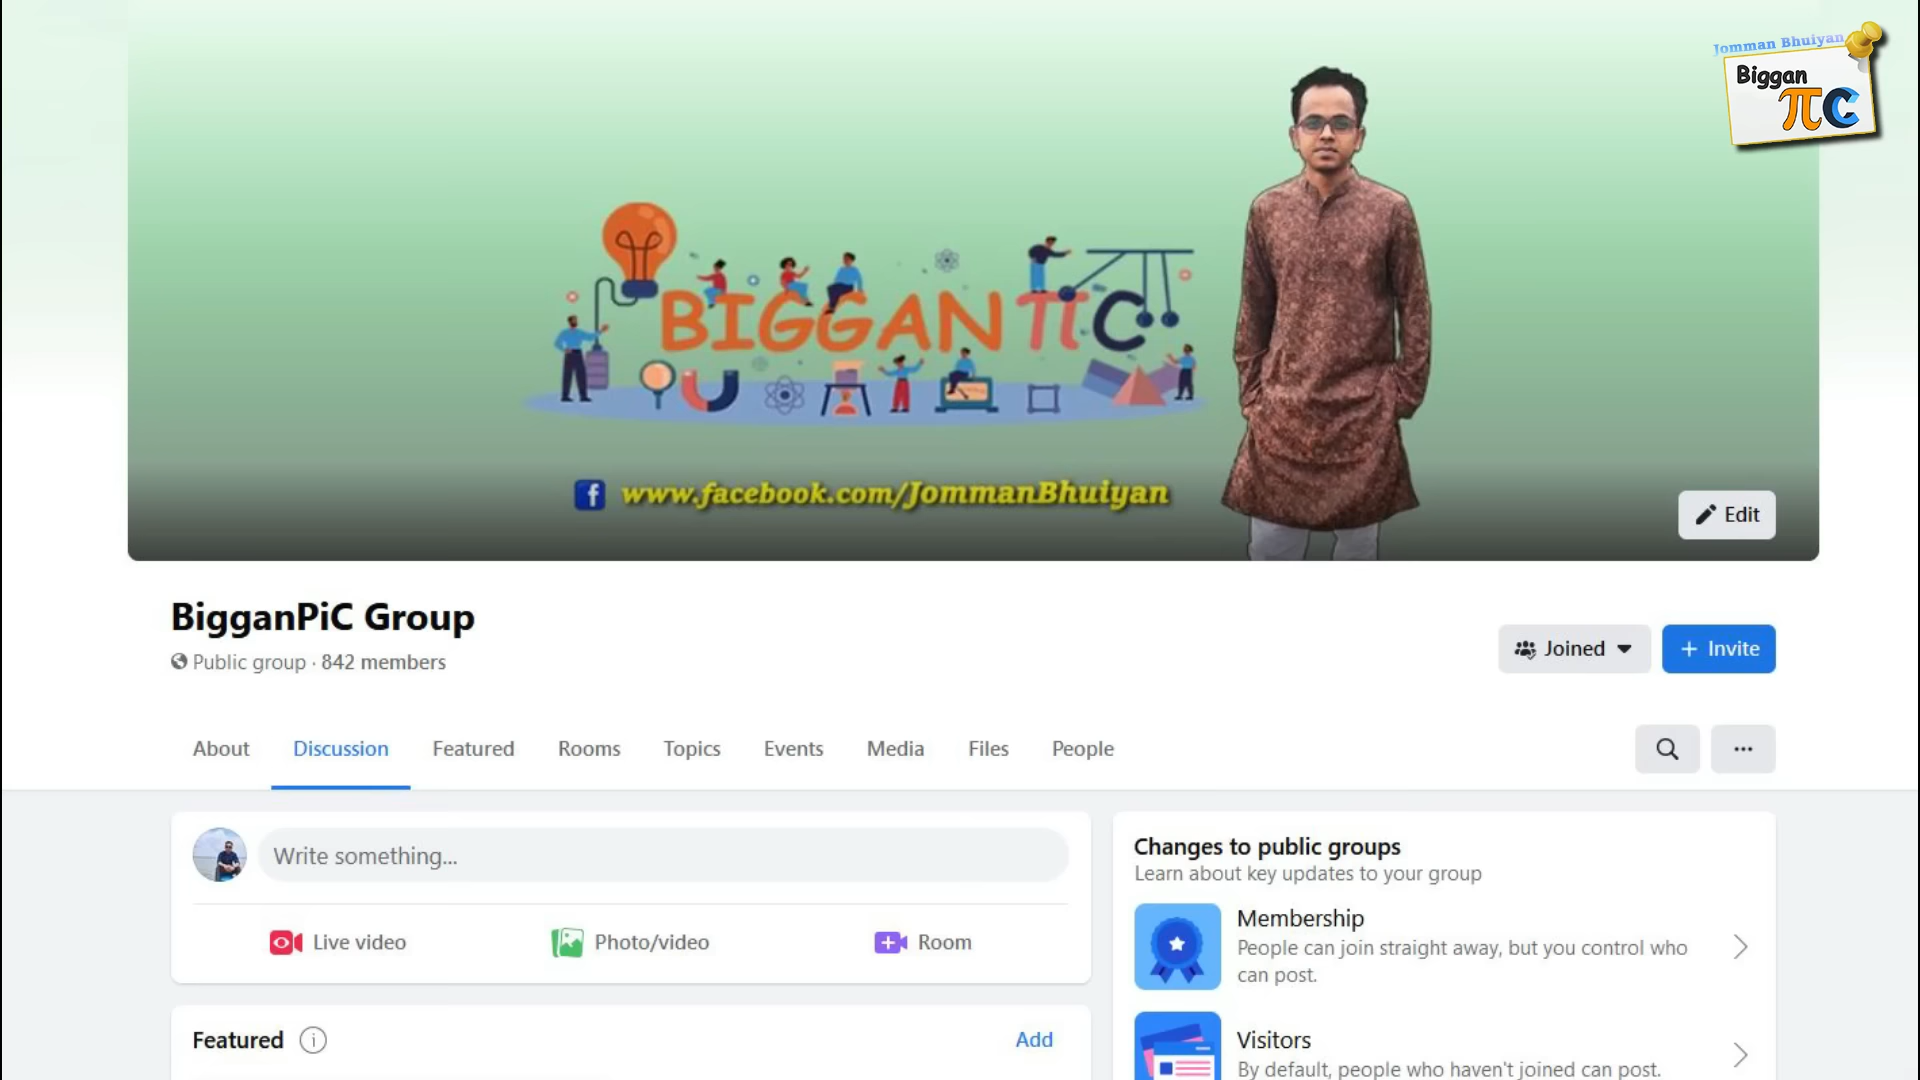 Jomman Bhuiyan
Biggan
πC
BIGGAN πC
www.facebook.com/JommanBhuiyan
Edit
BigganPiC Group
Public group · 842 members
Joined
+ Invite
About Discussion Featured Rooms Topics Events Media Files People
Write something...
Live video Photo/video Room
Featured
Add
Changes to public groups
Learn about key updates to your group
Membership
People can join straight away, but you control who
can post.
Visitors
By default, people who haven't joined can post.